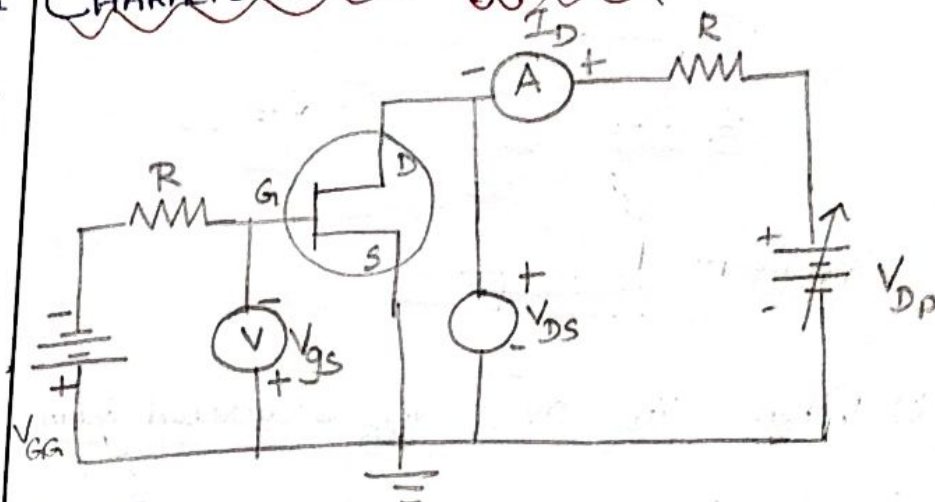 I_D R
- A +
R
G D
S
+
- V_DS
V V_gs
+ -
-
+
V_GG
+
- V_DD